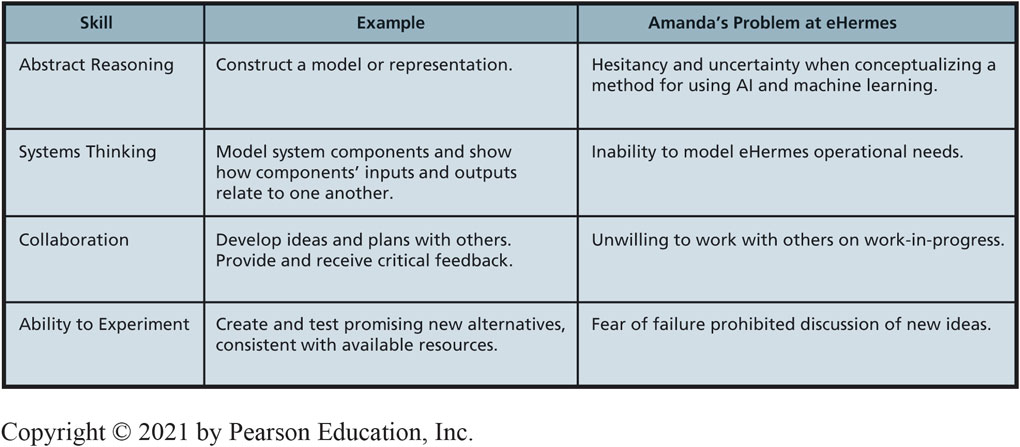 Skill Example Amanda’s Problem at eHermes
Abstract Reasoning Construct a model or representation. Hesitancy and uncertainty when conceptualizing a
method for using AI and machine learning.
Systems Thinking Model system components and show Inability to model eHermes operational needs.
how components’ inputs and outputs
relate to one another.
Collaboration Develop ideas and plans with others. Unwilling to work with others on work-in-progress.
Provide and receive critical feedback.
Ability to Experiment Create and test promising new alternatives, Fear of failure prohibited discussion of new ideas.
consistent with available resources.
Copyright © 2021 by Pearson Education, Inc.